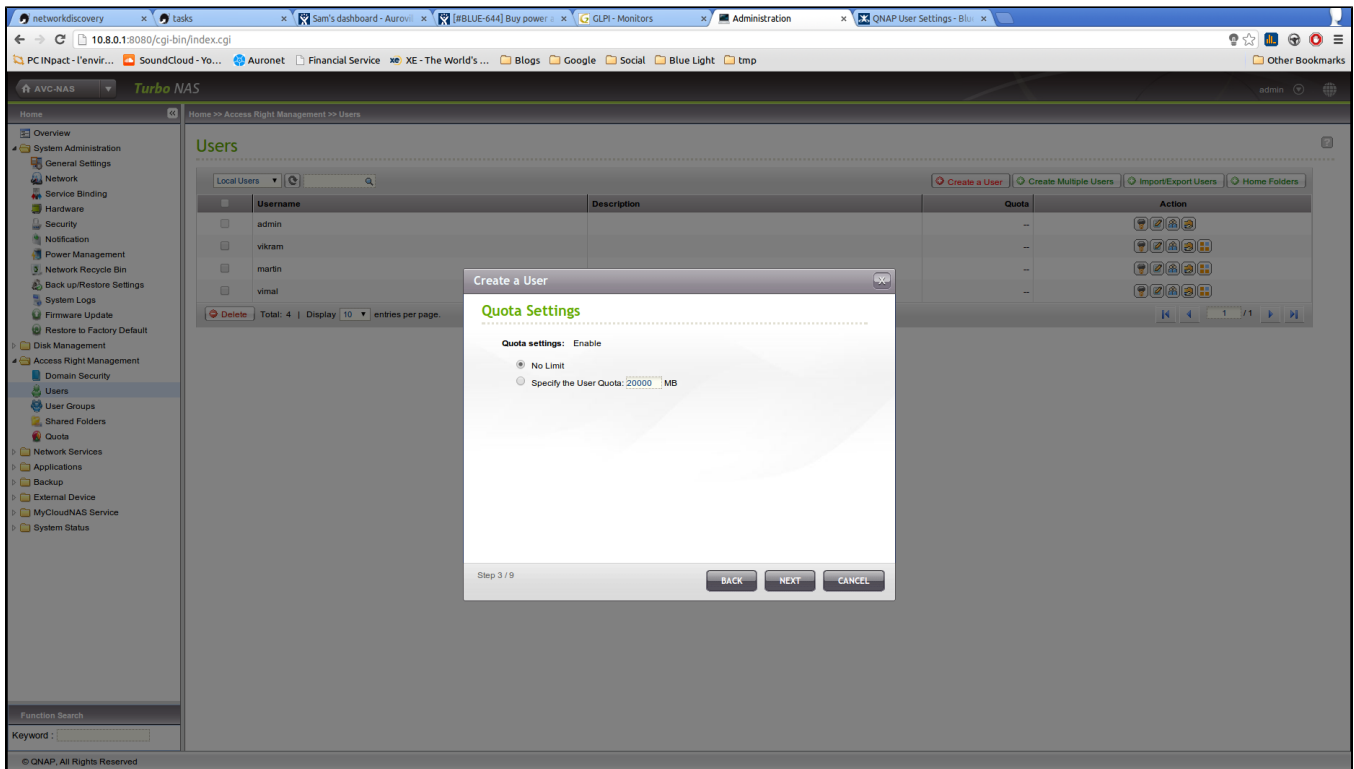 networkdiscovery
tasks
Sam's dashboard - Aurovil
[#BLUE-644] Buy power a
GLPI - Monitors
Administration
QNAP User Settings - Blue
10.8.0.1:8080/cgi-bin/index.cgi
PC INpact - l'envir... SoundCloud - Yo... Auronet Financial Service XE - The World's ... Blogs Google Social Blue Light tmp Other Bookmarks
AVC-NAS Turbo NAS admin
Home
Home >> Access Right Management >> Users
Overview
System Administration
General Settings
Network
Service Binding
Hardware
Security
Notification
Power Management
Network Recycle Bin
Back up/Restore Settings
System Logs
Firmware Update
Restore to Factory Default
Disk Management
Access Right Management
Domain Security
Users
User Groups
Shared Folders
Quota
Network Services
Applications
Backup
External Device
MyCloudNAS Service
System Status
Function Search
Keyword :
Users
Local Users Create a User Create Multiple Users Import/Export Users Home Folders
Username Description Quota Action
admin --
vikram --
martin --
vimal --
Delete Total: 4 | Display 10 entries per page. 1 /1
Create a User
Quota Settings
Quota settings: Enable
No Limit
Specify the User Quota: 20000 MB
Step 3 / 9 BACK NEXT CANCEL
© QNAP, All Rights Reserved